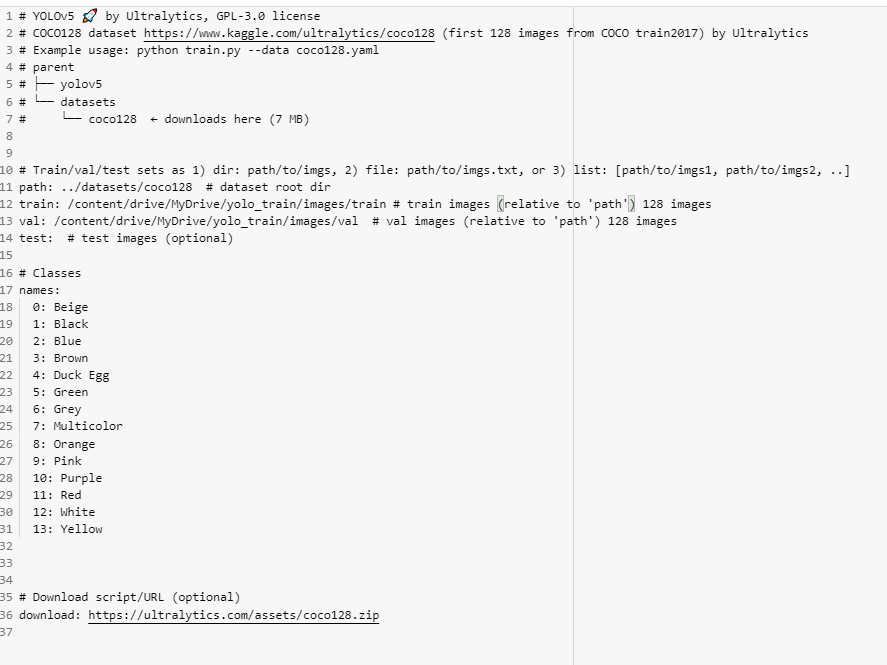 1 # YOLOv5 🚀 by Ultralytics, GPL-3.0 license
2 # COCO128 dataset https://www.kaggle.com/ultralytics/coco128 (first 128 images from COCO train2017) by Ultralytics
3 # Example usage: python train.py --data coco128.yaml
4 # parent
5 # ├── yolov5
6 # └── datasets
7 #     └── coco128  ← downloads here (7 MB)
8
9
10 # Train/val/test sets as 1) dir: path/to/imgs, 2) file: path/to/imgs.txt, or 3) list: [path/to/imgs1, path/to/imgs2, ..]
11 path: ../datasets/coco128  # dataset root dir
12 train: /content/drive/MyDrive/yolo_train/images/train # train images (relative to 'path') 128 images
13 val: /content/drive/MyDrive/yolo_train/images/val  # val images (relative to 'path') 128 images
14 test:  # test images (optional)
15
16 # Classes
17 names:
18   0: Beige
19   1: Black
20   2: Blue
21   3: Brown
22   4: Duck Egg
23   5: Green
24   6: Grey
25   7: Multicolor
26   8: Orange
27   9: Pink
28   10: Purple
29   11: Red
30   12: White
31   13: Yellow
32
33
34
35 # Download script/URL (optional)
36 download: https://ultralytics.com/assets/coco128.zip
37